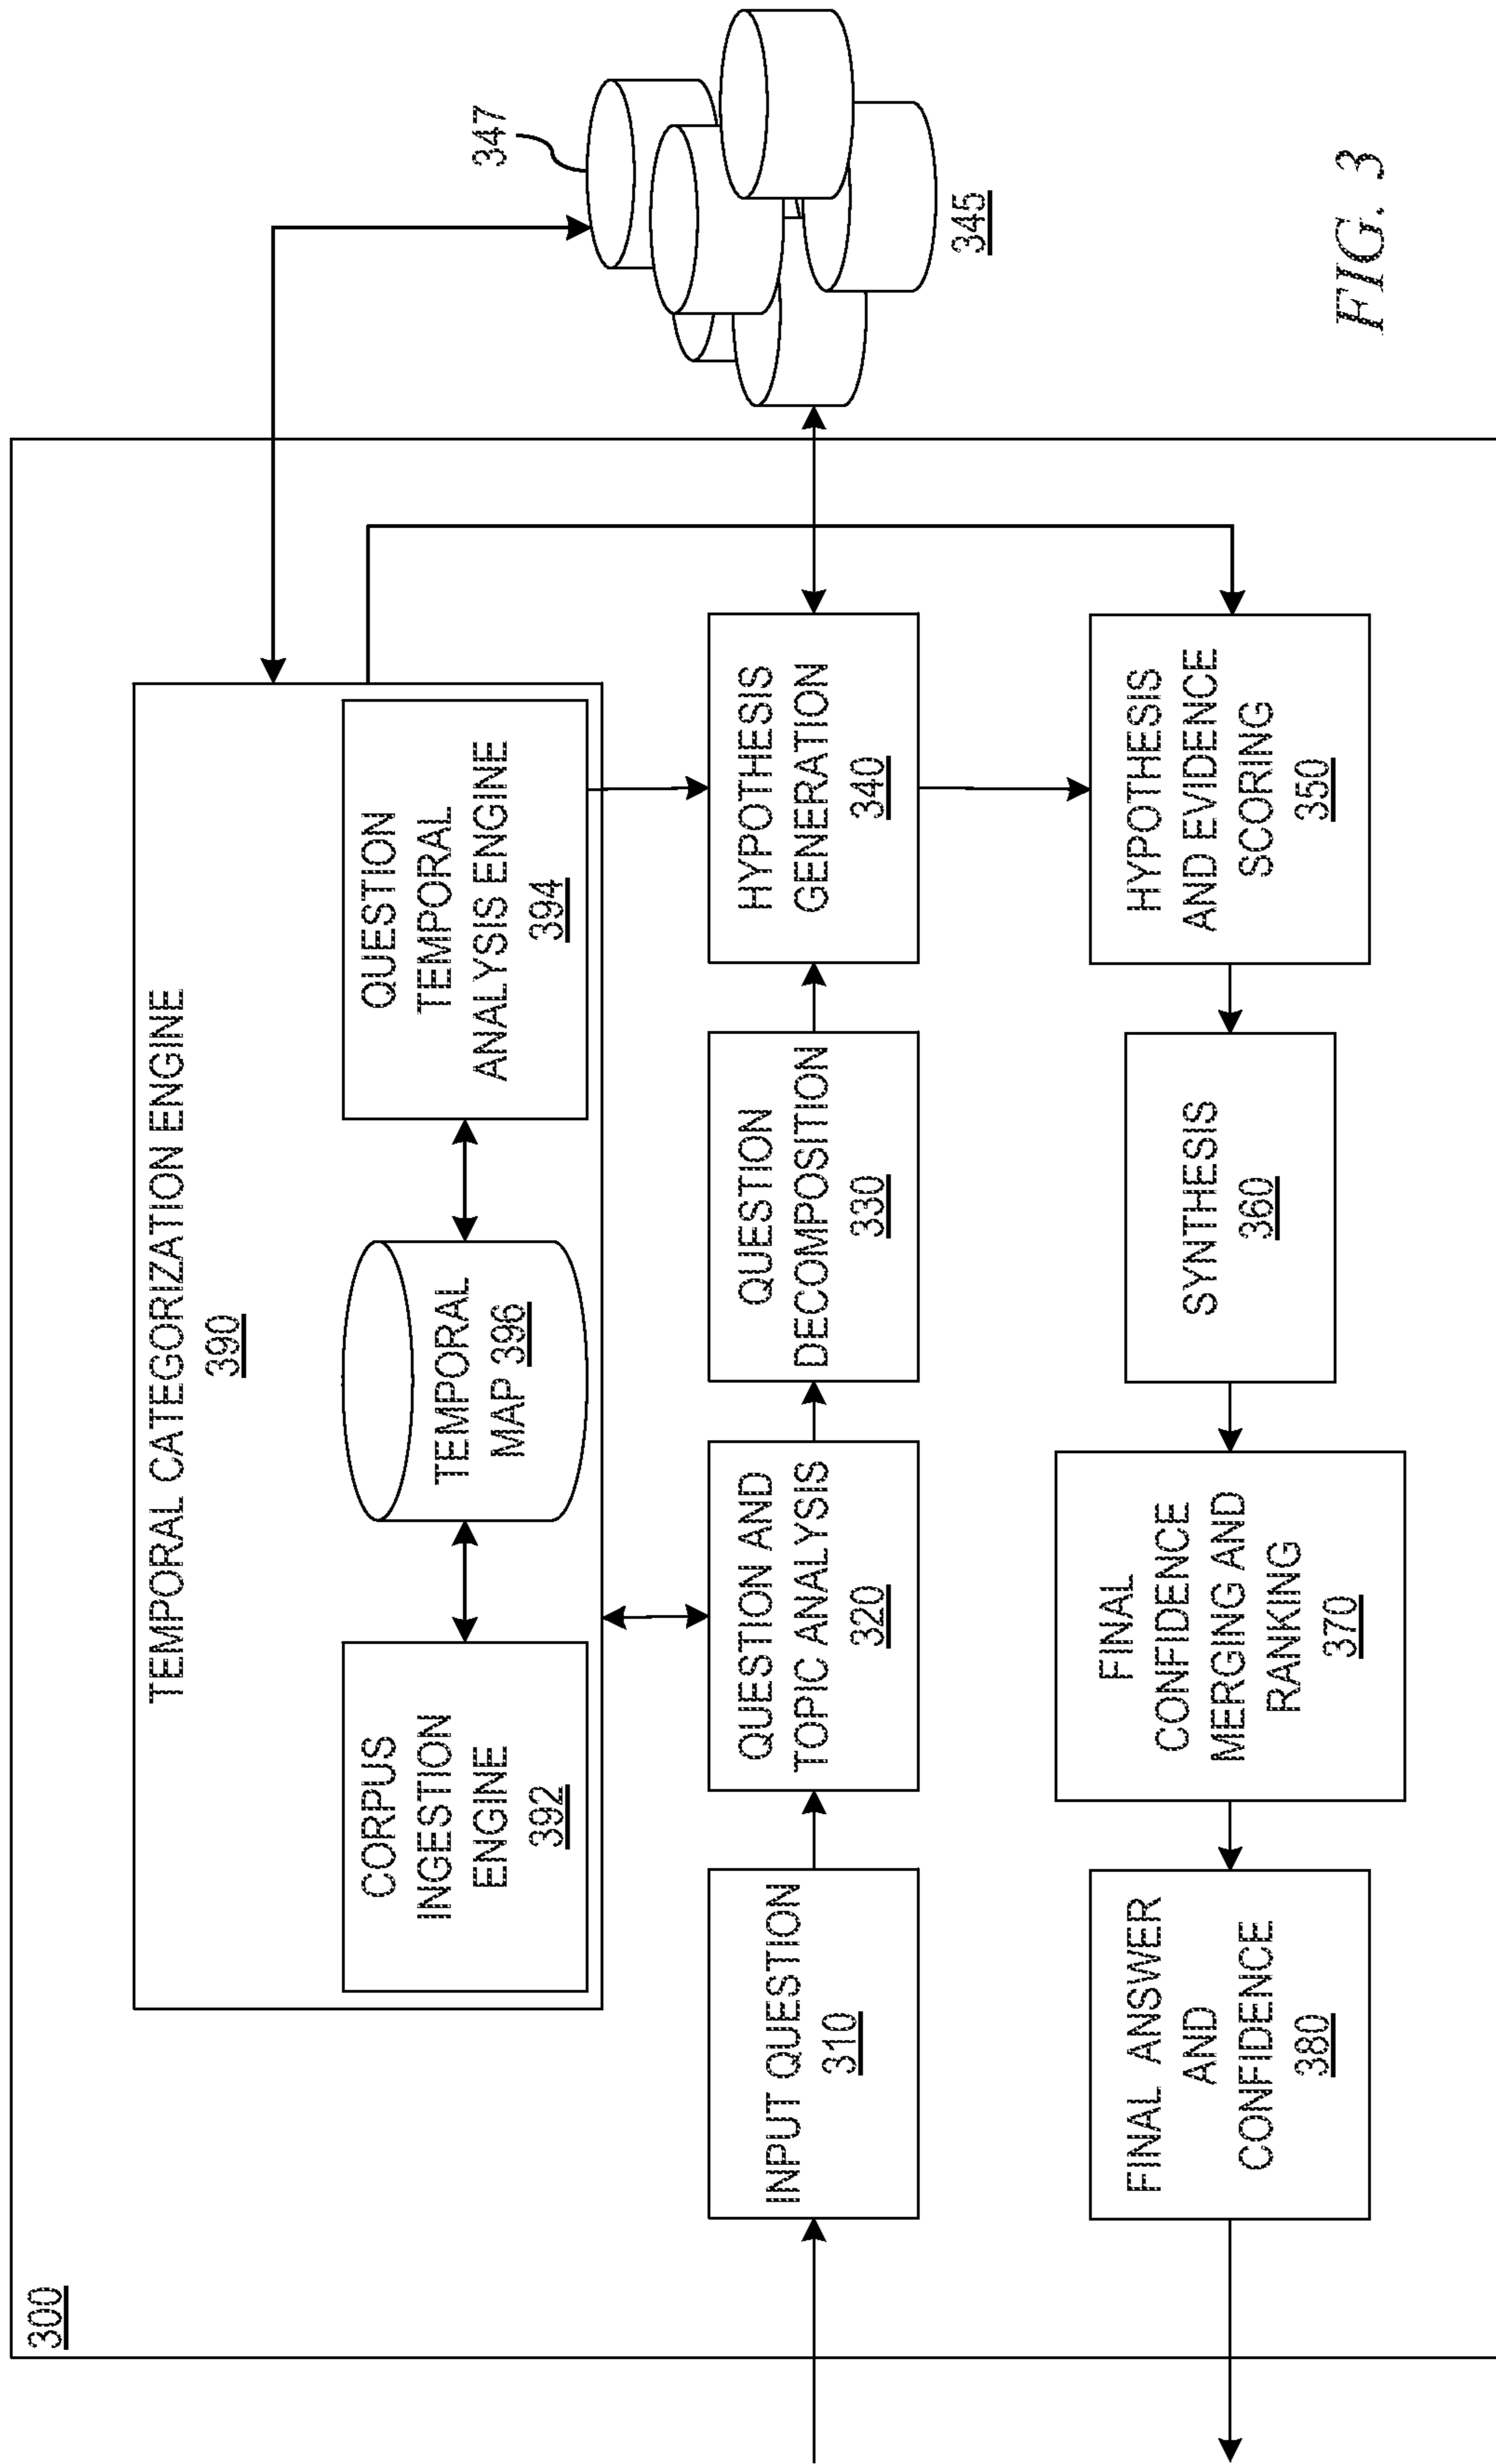 300
TEMPORAL CATEGORIZATION ENGINE
390
CORPUS
INGESTION
ENGINE
392
TEMPORAL
MAP 396
QUESTION
TEMPORAL
ANALYSIS ENGINE
394
347
INPUT QUESTION
310
QUESTION AND
TOPIC ANALYSIS
320
QUESTION
DECOMPOSITION
330
HYPOTHESIS
GENERATION
340
345
FINAL ANSWER
AND
CONFIDENCE
380
FINAL
CONFIDENCE
MERGING AND
RANKING
370
SYNTHESIS
360
HYPOTHESIS
AND EVIDENCE
SCORING
350
FIG. 3